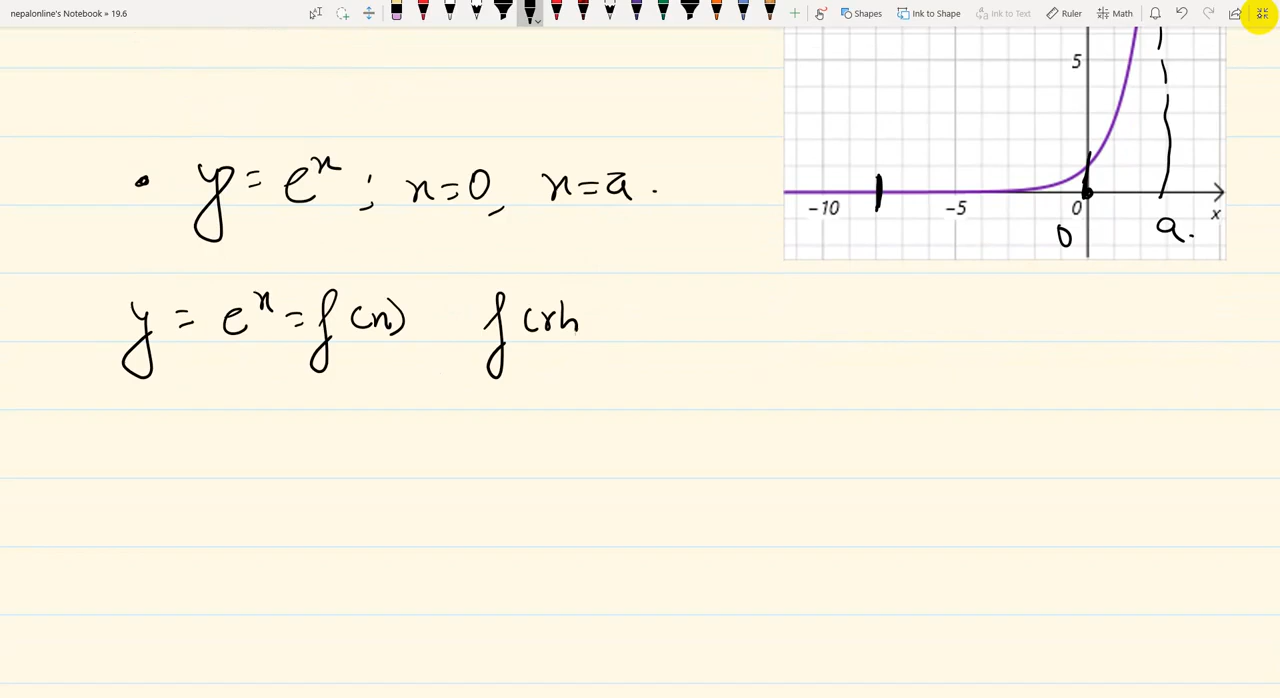 nepalonline's Notebook » 19.6
Shapes Ink to Shape Ink to Text Ruler Math
5
• y = e^x ; x=0, x=a.
-10 -5 0 x
0 a.
y = e^x = f(x) f(rh